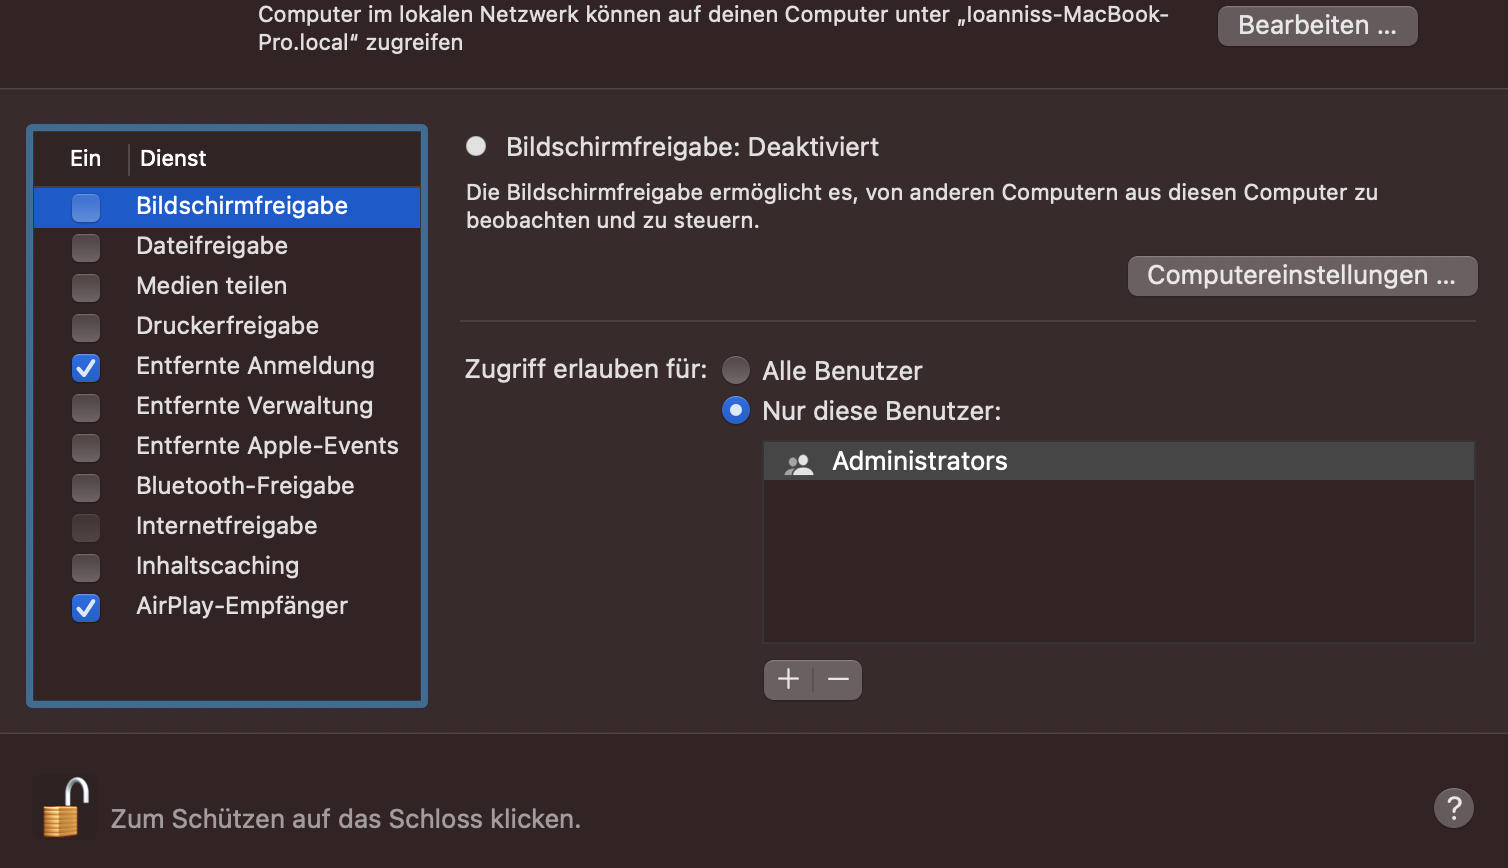 Computer im lokalen Netzwerk können auf deinen Computer unter „Ioanniss-MacBook-
Pro.local“ zugreifen
Bearbeiten ...
Ein
Dienst
Bildschirmfreigabe
Dateifreigabe
Medien teilen
Druckerfreigabe
Entfernte Anmeldung
Entfernte Verwaltung
Entfernte Apple-Events
Bluetooth-Freigabe
Internetfreigabe
Inhaltscaching
AirPlay-Empfänger
Bildschirmfreigabe: Deaktiviert
Die Bildschirmfreigabe ermöglicht es, von anderen Computern aus diesen Computer zu
beobachten und zu steuern.
Computereinstellungen ...
Zugriff erlauben für:
Alle Benutzer
Nur diese Benutzer:
Administrators
+ −
Zum Schützen auf das Schloss klicken.
?